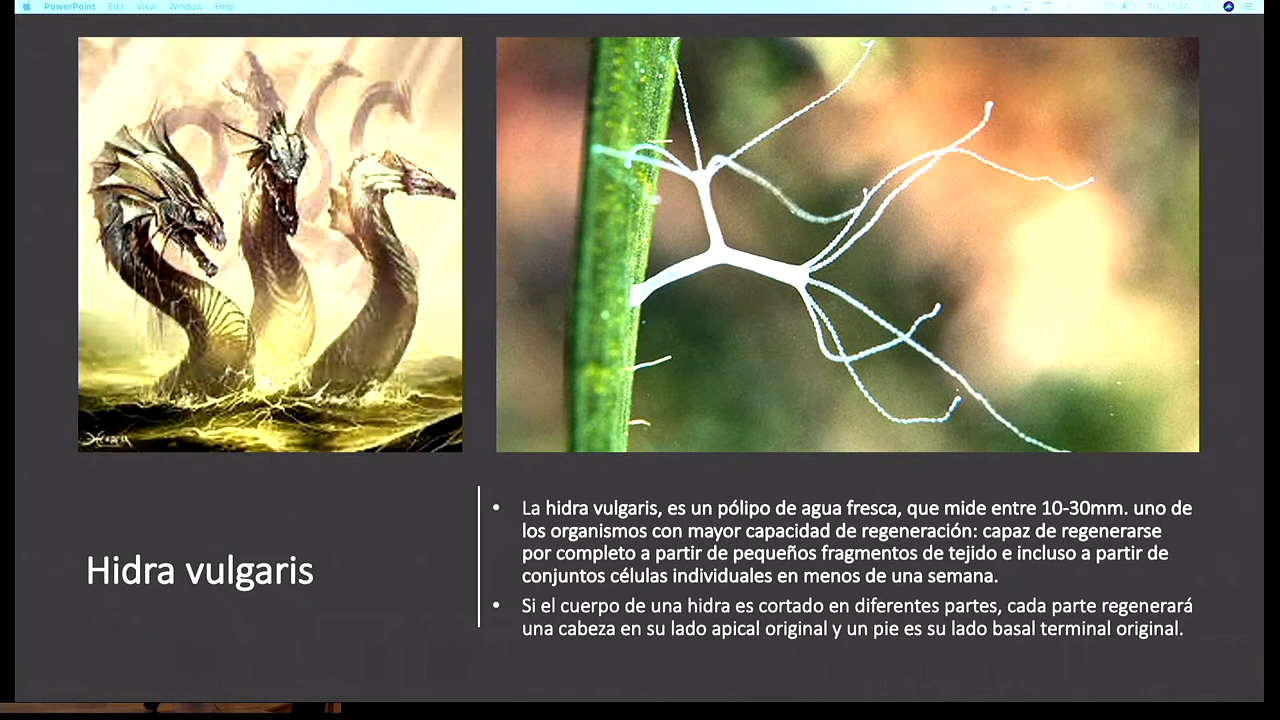 PowerPoint Edit View Window Help
Thu 11:34
Hidra vulgaris
• La hidra vulgaris, es un pólipo de agua fresca, que mide entre 10-30mm. uno de
los organismos con mayor capacidad de regeneración: capaz de regenerarse
por completo a partir de pequeños fragmentos de tejido e incluso a partir de
conjuntos células individuales en menos de una semana.
• Si el cuerpo de una hidra es cortado en diferentes partes, cada parte regenerará
una cabeza en su lado apical original y un pie es su lado basal terminal original.